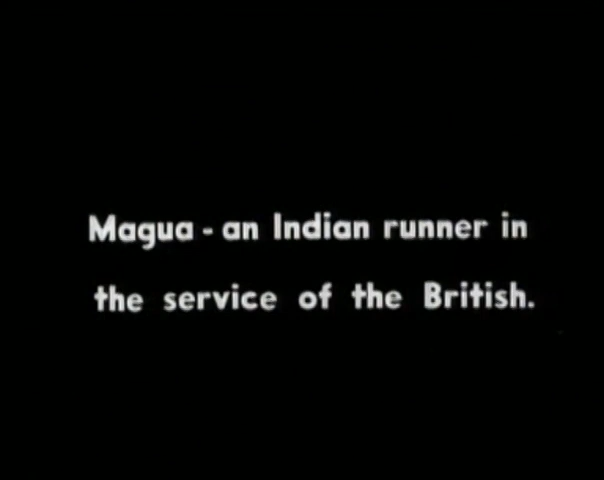 Magua - an Indian runner in
the service of the British.